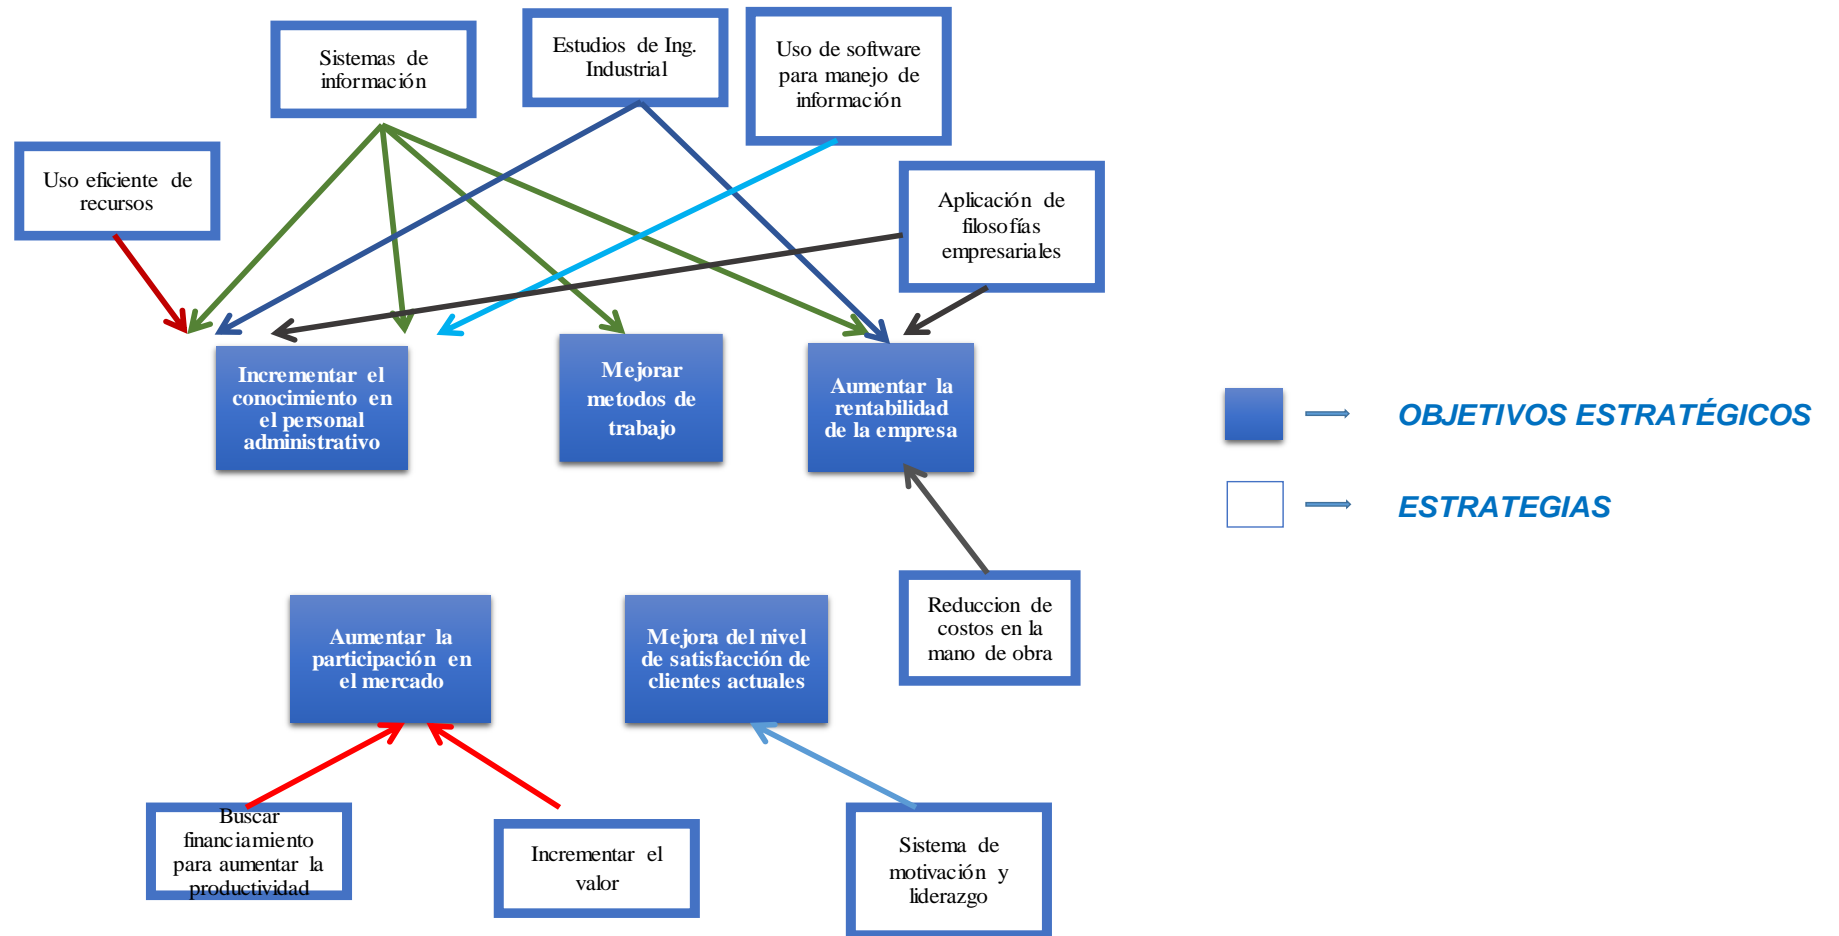 Sistemas de
información
Estudios de Ing.
Industrial
Uso de software
para manejo de
información
Uso eficiente de
recursos
Aplicación de
filosofías
empresariales
Incrementar el
conocimiento en
el personal
administrativo
Mejorar
metodos de
trabajo
Aumentar la
rentabilidad
de la empresa
OBJETIVOS ESTRATÉGICOS
ESTRATEGIAS
Reduccion de
costos en la
mano de obra
Aumentar la
participación en
el mercado
Mejora del nivel
de satisfacción de
clientes actuales
Buscar
financiamiento
para aumentar la
productividad
Incrementar el
valor
Sistema de
motivación y
liderazgo